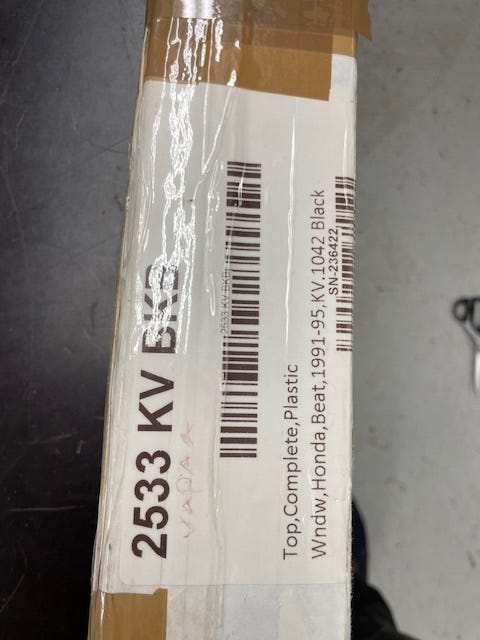 2533 KV BKB
2533 KV BKB
Top,Complete,Plastic
Wndw,Honda,Beat,1991-95,KV.1042 Black
SN-236422